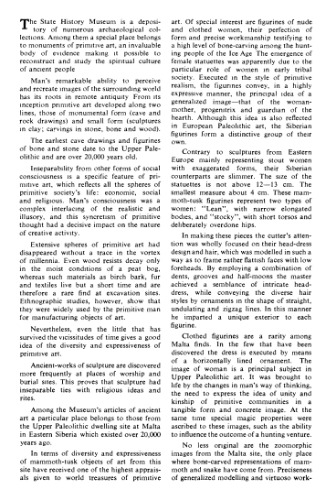 The State History Museum is a deposi-
tory of numerous archaeological col-
lections. Among them a special place belongs
to monuments of primitive art, an invaluable
body of evidence making it possible to
reconstruct and study the spiritual culture
of ancient people
Man's remarkable ability to perceive
and recreate images of the surrounding world
has its roots in remote antiquity From its
inception primitive art developed along two
lines, those of monumental form (cave and
rock drawings) and small form (sculptures
in clay; carvings in stone, bone and wood).
The earliest cave drawings and figurines
of bone and stone date to the Upper Pale-
olithic and are over 20,000 years old.
Inseparability from other forms of social
consciousness is a specific feature of pri-
mitive art, which reflects all the spheres of
primitive society's life: economic, social
and religious. Man's consciousness was a
complex interlacing of the realistic and
illusory, and this syncretism of primitive
thought had a decisive impact on the nature
of creative activity.
Extensive spheres of primitive art had
disappeared without a trace in the vortex
of millennia. Even wood resists decay only
in the moist conditions of a peat bog,
whereas such materials as birch bark, fur
and textiles live but a short time and are
therefore a rare find at excavation sites.
Ethnographic studies, however, show that
they were widely used by the primitive man
for manufacturing objects of art.
Nevertheless, even the little that has
survived the vicissitudes of time gives a good
idea of the diversity and expressiveness of
primitive art.
Ancient-works of sculpture are discovered
more frequently at places of worship and
burial sites. This proves that sculpture had
inseparable ties with religious ideas and
rites.
Among the Museum's articles of ancient
art a particular place belongs to those from
the Upper Paleolithic dwelling site at Malta
in Eastern Siberia which existed over 20,000
years ago.
In terms of diversity and expressiveness
of mammoth-tusk objects of art from this
site have received one of the highest apprais-
als given to world treasures of primitive
art. Of special interest are figurines of nude
and clothed women, their perfection of
form and precise workmanship testifying to
a high level of bone-carving among the hunt-
ing people of the Ice Age The emergence of
female statuettes was apparently due to the
particular role of women in early tribal
society. Executed in the style of primitive
realism, the figurines convey, in a highly
expressive manner, the principal idea of a
generalized image—that of the woman-
mother, progenitrix and guardian of the
hearth. Although this idea is also reflected
in European Paleolithic art, the Siberian
figurines form a distinctive group of their
own.
Contrary to sculptures from Eastern
Europe mainly representing stout women
with exaggerated forms, their Siberian
counterparts are slimmer. The size of the
statuettes is not above 12—13 cm. The
smallest measure about 4 cm. These mam-
moth-tusk figurines represent two types of
women: "Lean", with narrow elongated
bodies, and "stocky", with short torsos and
deliberately overdone hips.
In making these pieces the cutter's atten-
tion was wholly focused on their head-dress
design and hair, which was modelled in such a
way as to frame rather flattish faces with low
foreheads. By employing a combination of
dents, grooves and half-moons the master
achieved a semblance of intricate head-
dress, while conveying the diverse hair
styles by ornaments in the shape of straight,
undulating and zigzag lines. In this manner
he imparted a unique exterior to each
figurine.
Clothed figurines are a rarity among
Malta finds. In the few that have been
discovered the dress is executed by means
of a horizontally lined ornament. The
image of woman is a principal subject in
Upper Paleolithic art. It was brought to
life by the changes in man's way of thinking,
the need to express the idea of unity and
kinship of primitive communities in a
tangible form and concrete image. At the
same time special magic properties were
ascribed to these images, such as the ability
to influence the outcome of a hunting venture.
No less original are the zoomorphic
images from the Malta site, the only place
where bone-carved representations of mam-
moth and snake have come from. Preciseness
of generalized modelling and virtuoso work-